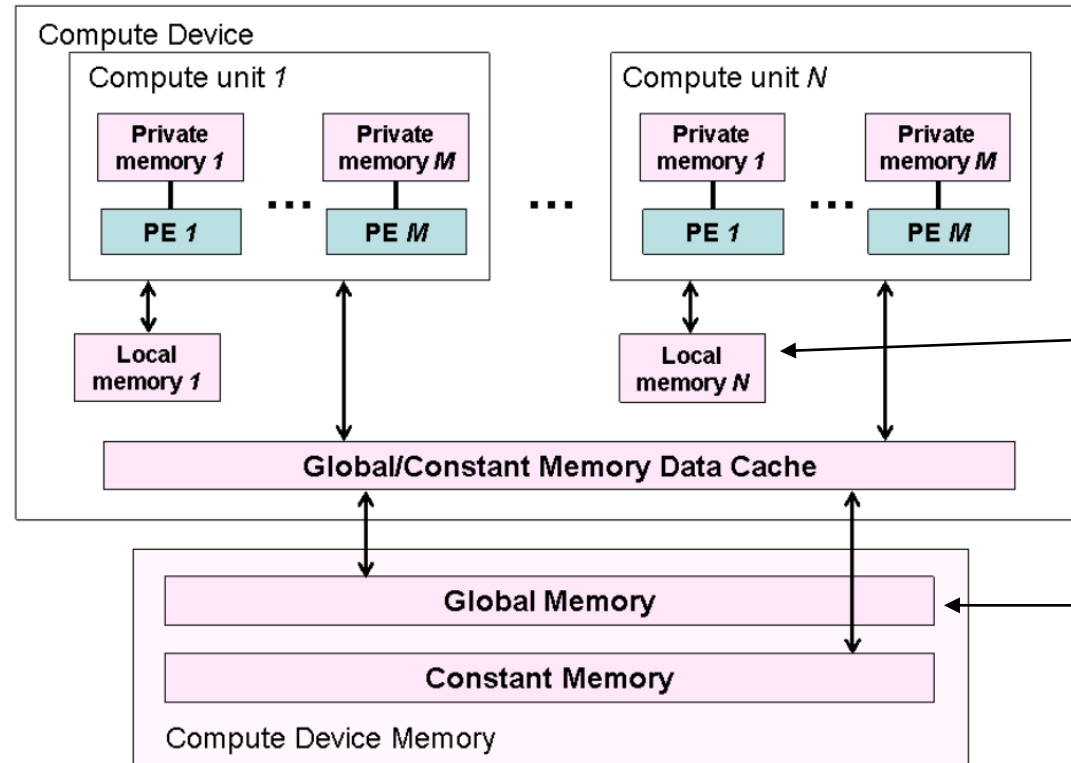 Compute Device
Compute unit 1
Compute unit N
Private
memory 1
Private
memory M
Private
memory 1
Private
memory M
...
...
...
PE 1
PE M
PE 1
PE M
Local
memory 1
Local
memory N
Global/Constant Memory Data Cache
Global Memory
Constant Memory
Compute Device Memory